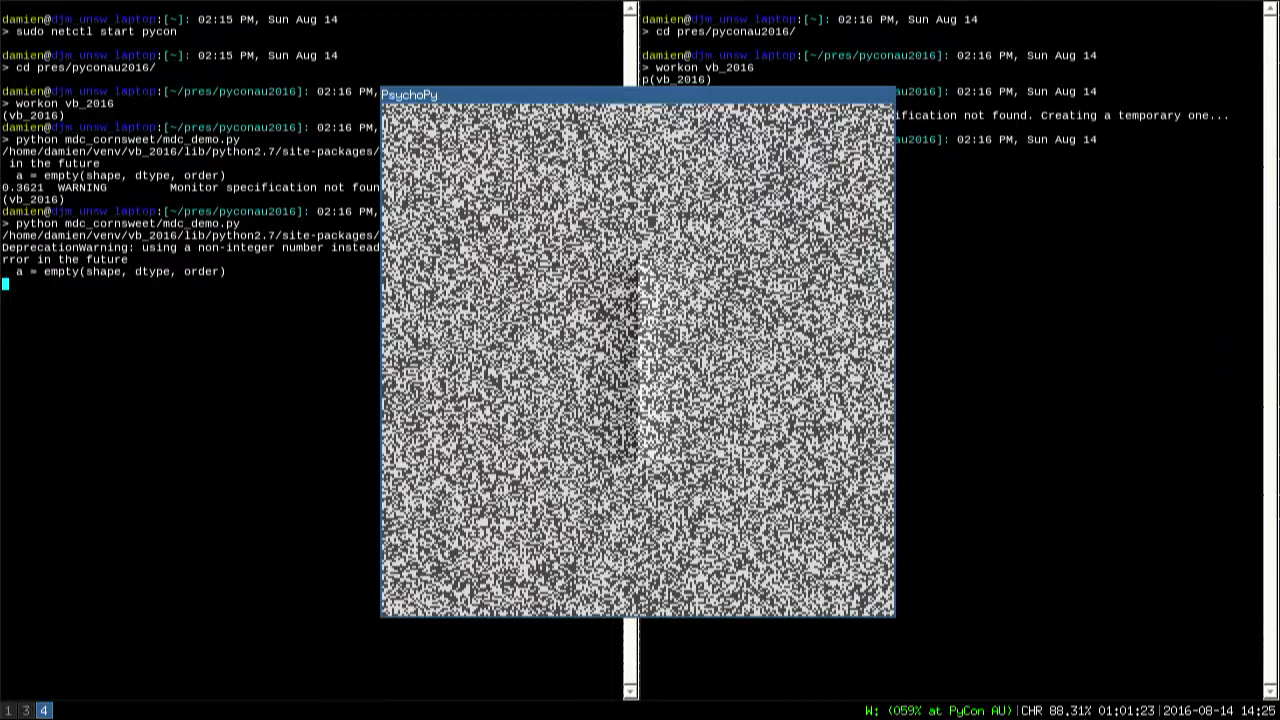 damien@djm_unsw_laptop:[~]: 02:15 PM, Sun Aug 14
> sudo netctl start pycon
damien@djm_unsw_laptop:[~]: 02:15 PM, Sun Aug 14
> cd pres/pyconau2016/
damien@djm_unsw_laptop:[~/pres/pyconau2016]: 02:16 PM,
> workon vb_2016
(vb_2016)
damien@djm_unsw_laptop:[~/pres/pyconau2016]: 02:16 PM,
> python mdc_cornsweet/mdc_demo.py
/home/damien/venv/vb_2016/lib/python2.7/site-packages/
 in the future
  a = empty(shape, dtype, order)
0.3621  WARNING         Monitor specification not foun
(vb_2016)
damien@djm_unsw_laptop:[~/pres/pyconau2016]: 02:16 PM,
> python mdc_cornsweet/mdc_demo.py
/home/damien/venv/vb_2016/lib/python2.7/site-packages/
DeprecationWarning: using a non-integer number instead
rror in the future
  a = empty(shape, dtype, order)
damien@djm_unsw_laptop:[~]: 02:16 PM, Sun Aug 14
> cd pres/pyconau2016/
damien@djm_unsw_laptop:[~/pres/pyconau2016]: 02:16 PM, Sun Aug 14
> workon vb_2016
p(vb_2016)
au2016]: 02:16 PM, Sun Aug 14
ification not found. Creating a temporary one...
au2016]: 02:16 PM, Sun Aug 14
PsychoPy
1 3 4
W: (059% at PyCon AU)|CHR 88.31% 01:01:23|2016-08-14 14:25